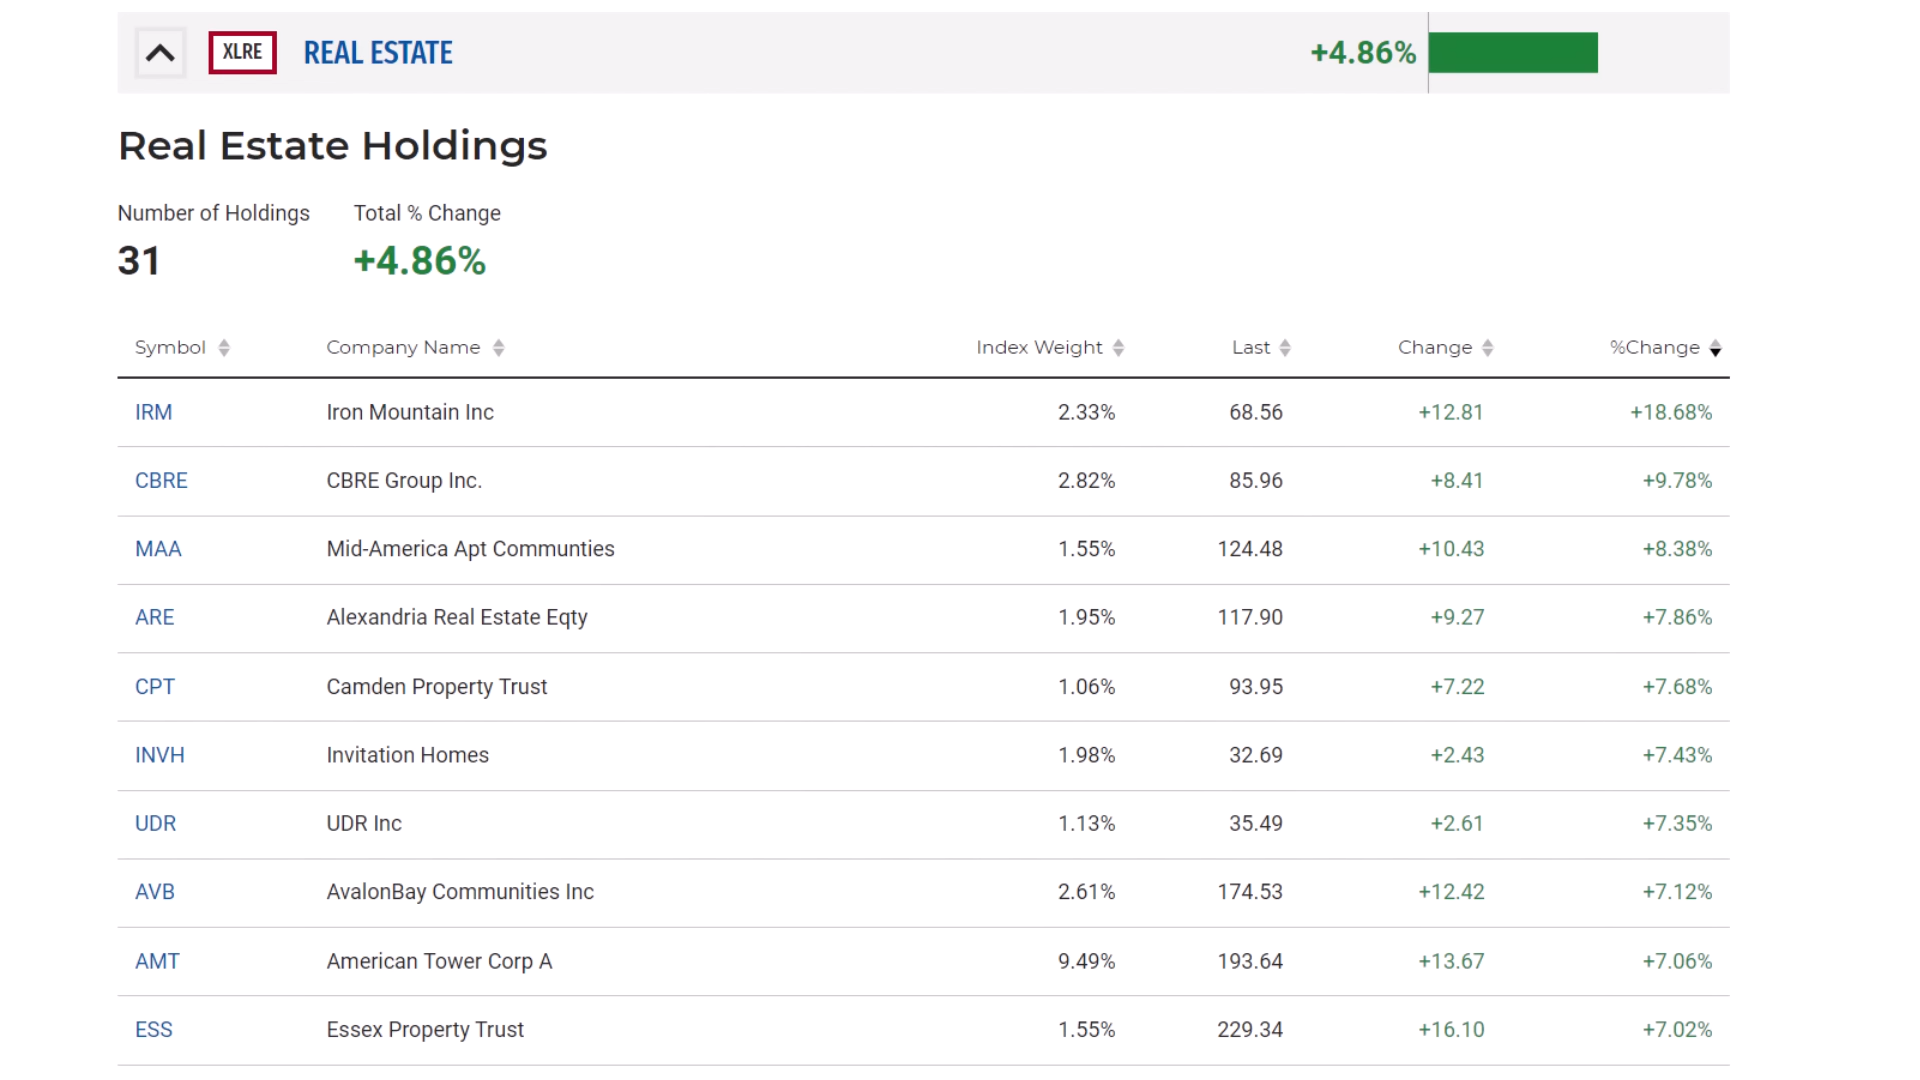 XLRE REAL ESTATE +4.86%
Real Estate Holdings
Number of Holdings Total % Change
31 +4.86%
Symbol Company Name Index Weight Last Change %Change
IRM Iron Mountain Inc 2.33% 68.56 +12.81 +18.68%
CBRE CBRE Group Inc. 2.82% 85.96 +8.41 +9.78%
MAA Mid-America Apt Communties 1.55% 124.48 +10.43 +8.38%
ARE Alexandria Real Estate Eqty 1.95% 117.90 +9.27 +7.86%
CPT Camden Property Trust 1.06% 93.95 +7.22 +7.68%
INVH Invitation Homes 1.98% 32.69 +2.43 +7.43%
UDR UDR Inc 1.13% 35.49 +2.61 +7.35%
AVB AvalonBay Communities Inc 2.61% 174.53 +12.42 +7.12%
AMT American Tower Corp A 9.49% 193.64 +13.67 +7.06%
ESS Essex Property Trust 1.55% 229.34 +16.10 +7.02%